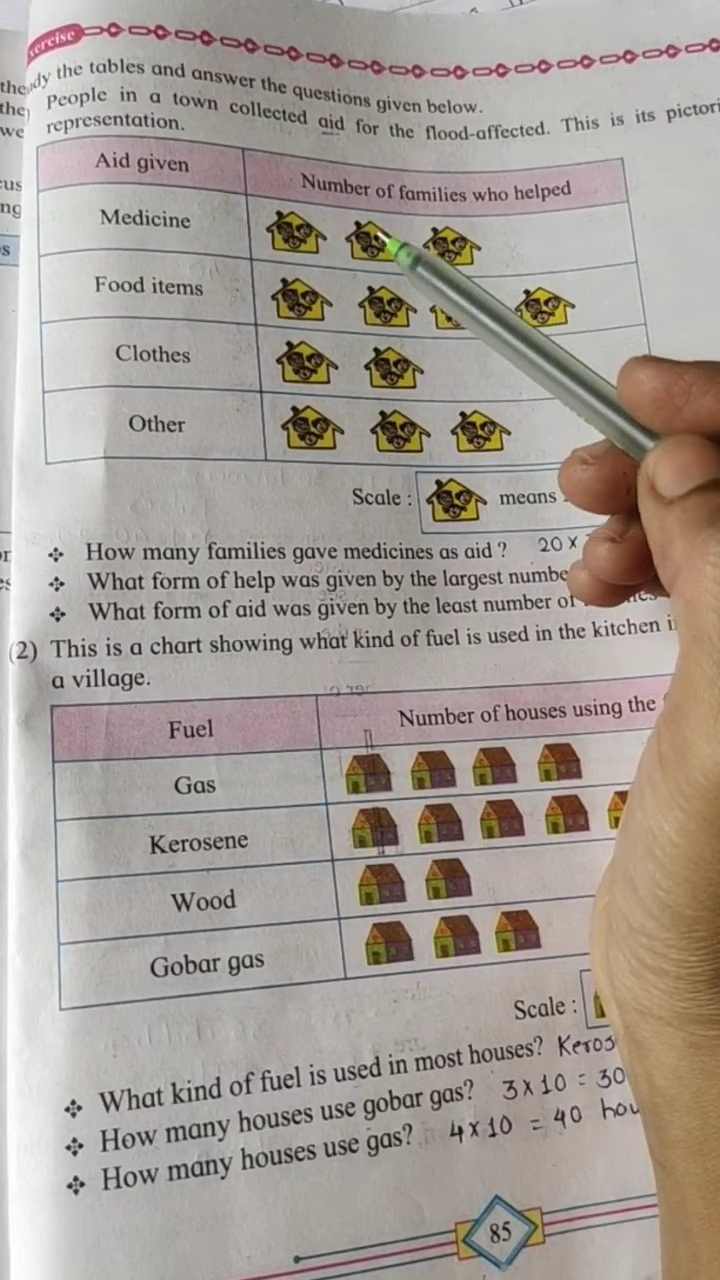 the tables and answer the questions given below.
the
People in a town collected aid for the flood-affected. This is its
we
representation.
Aid given
Number of families who helped
Medicine
Food items
Clothes
Other
Scale :
means
How many families gave medicines as aid ? 20 x
What form of help was given by the largest
What form of aid was given by the least number of
(2) This is a chart showing what kind of fuel is used in the kitchen
a village.
Fuel
Number of houses using the
Gas
Kerosene
Wood
Gobar gas
Scale :
What kind of fuel is used in most houses?
How many houses use gobar gas? 3 x 10 = 30
How many houses use gas? 4 x 10 = 40
85